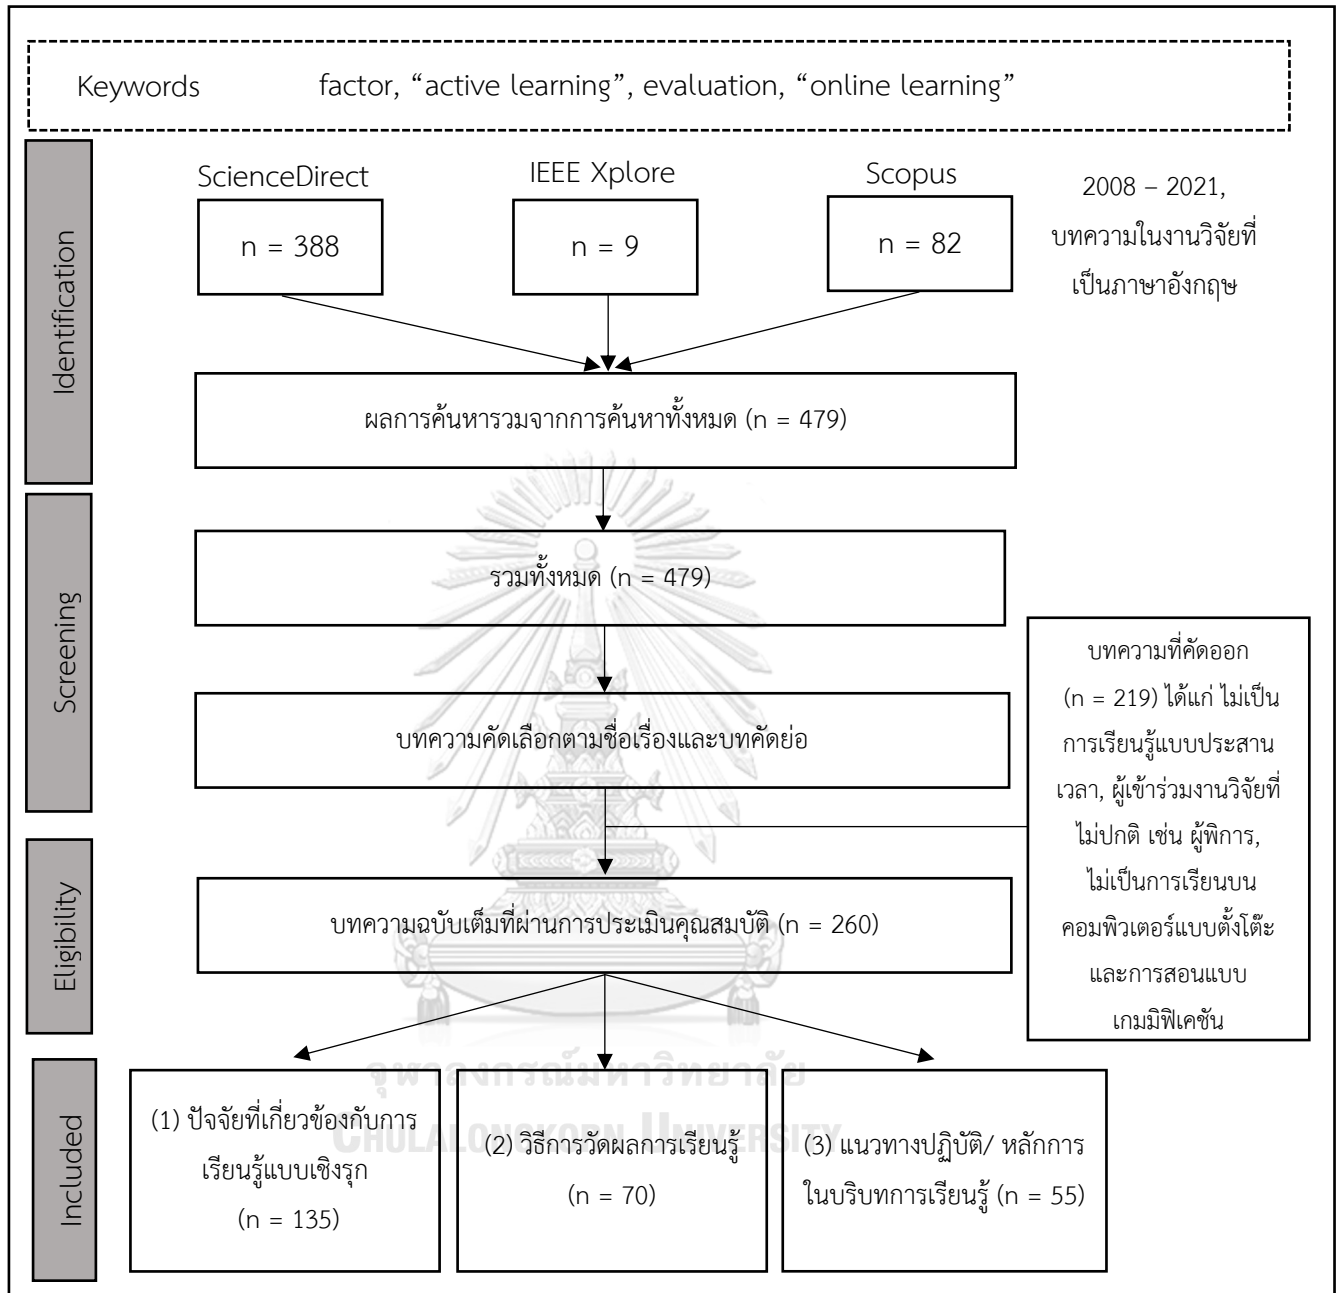 Keywords factor, “active learning”, evaluation, “online learning”
Identification
ScienceDirect
n = 388
IEEE Xplore
n = 9
Scopus
n = 82
2008 – 2021,
บทความในงานวิจัยที่
เป็นภาษาอังกฤษ
ผลการค้นหารวมจากการค้นหาทั้งหมด (n = 479)
Screening
รวมทั้งหมด (n = 479)
บทความคัดเลือกตามชื่อเรื่องและบทคัดย่อ
บทความที่คัดออก
(n = 219) ได้แก่ ไม่เป็น
การเรียนรู้แบบประสาน
เวลา, ผู้เข้าร่วมงานวิจัยที่
ไม่ปกติ เช่น ผู้พิการ,
ไม่เป็นการเรียนบน
คอมพิวเตอร์แบบตั้งโต๊ะ
และการสอนแบบ
เกมมิฟิเคชัน
Eligibility
บทความฉบับเต็มที่ผ่านการประเมินคุณสมบัติ (n = 260)
Included
(1) ปัจจัยที่เกี่ยวข้องกับการ
เรียนรู้แบบเชิงรุก
(n = 135)
(2) วิธีการวัดผลการเรียนรู้
(n = 70)
(3) แนวทางปฏิบัติ/ หลักการ
ในบริบทการเรียนรู้ (n = 55)
จุฬาลงกรณ์มหาวิทยาลัย
CHULALONGKORN UNIVERSITY